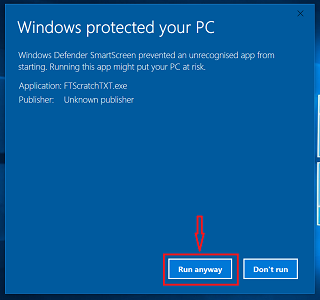 Windows protected your PC
Windows Defender SmartScreen prevented an unrecognised app from
starting. Running this app might put your PC at risk.
Application: FTScratchTXT.exe
Publisher: Unknown publisher
Run anyway Don't run